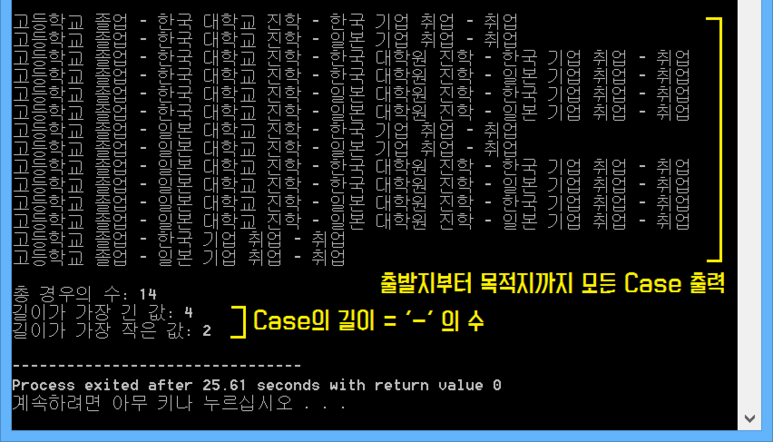 고등학교 졸업 - 한국 대학교 진학 - 한국 기업 취업 - 취업
고등학교 졸업 - 한국 대학교 진학 - 일본 기업 취업 - 취업
고등학교 졸업 - 한국 대학교 진학 - 한국 대학원 진학 - 한국 기업 취업 - 취업
고등학교 졸업 - 한국 대학교 진학 - 한국 대학원 진학 - 일본 기업 취업 - 취업
고등학교 졸업 - 한국 대학교 진학 - 일본 대학원 진학 - 한국 기업 취업 - 취업
고등학교 졸업 - 한국 대학교 진학 - 일본 대학원 진학 - 일본 기업 취업 - 취업
고등학교 졸업 - 일본 대학교 진학 - 한국 기업 취업 - 취업
고등학교 졸업 - 일본 대학교 진학 - 일본 기업 취업 - 취업
고등학교 졸업 - 일본 대학교 진학 - 한국 대학원 진학 - 한국 기업 취업 - 취업
고등학교 졸업 - 일본 대학교 진학 - 한국 대학원 진학 - 일본 기업 취업 - 취업
고등학교 졸업 - 일본 대학교 진학 - 일본 대학원 진학 - 한국 기업 취업 - 취업
고등학교 졸업 - 일본 대학교 진학 - 일본 대학원 진학 - 일본 기업 취업 - 취업
고등학교 졸업 - 한국 기업 취업 - 취업
고등학교 졸업 - 일본 기업 취업 - 취업
출발지부터 목적지까지 모든 Case 출력
총 경우의 수: 14
길이가 가장 긴 값: 4
길이가 가장 작은 값: 2
Case의 길이 = '-' 의 수
--------------------------------
Process exited after 25.61 seconds with return value 0
계속하려면 아무 키나 누르십시오 . . .